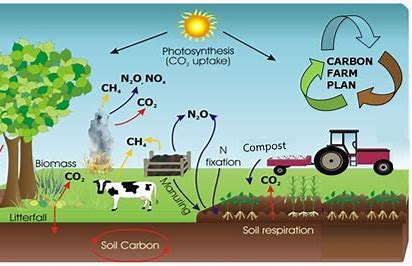 Photosynthesis
(CO₂ uptake)
CARBON
FARM
PLAN
N₂O, NOₓ
CH₄
CO₂
N₂O
CH₄
N
fixation
Compost
Biomass
CO₂
Manuring
CO₂
Litterfall
Soil Carbon
Soil respiration